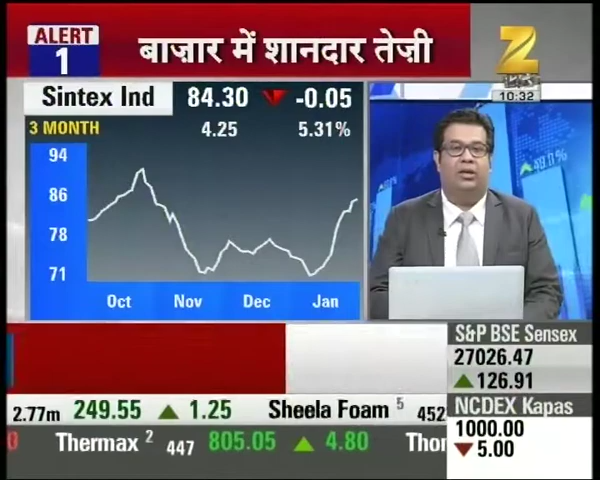 ALERT
1
बाज़ार में शानदार तेज़ी
Z
10:32
Sintex Ind 84.30 -0.05
3 MONTH 4.25 5.31%
94
86
78
71
Oct Nov Dec Jan
S&P BSE Sensex
27026.47
126.91
NCDEX Kapas
1000.00
5.00
2.77m 249.55 1.25 Sheela Foam 5 452
Thermax 2 447 805.05 4.80 Thor